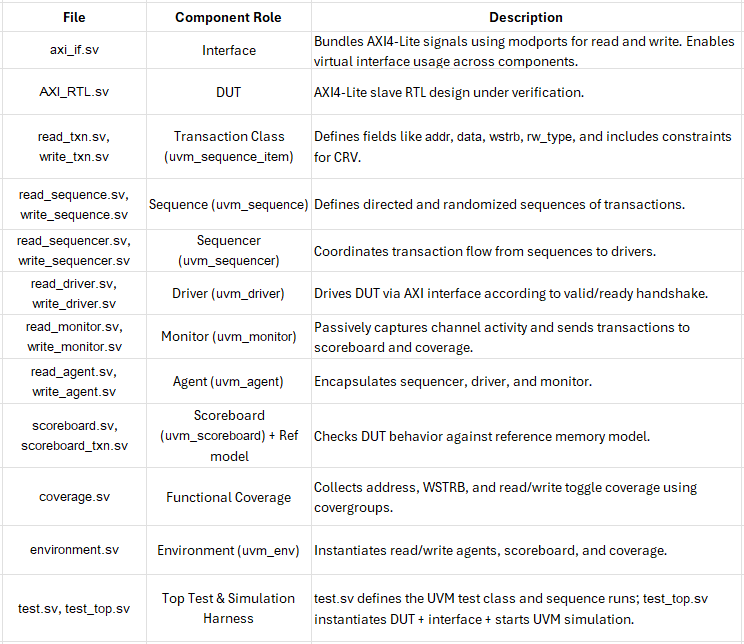 File Component Role Description
axi_if.sv Interface Bundles AXI4-Lite signals using modports for read and write. Enables
virtual interface usage across components.
AXI_RTL.sv DUT AXI4-Lite slave RTL design under verification.
read_txn.sv,
write_txn.sv
Transaction Class
(uvm_sequence_item)
Defines fields like addr, data, wstrb, rw_type, and includes constraints
for CRV.
read_sequence.sv,
write_sequence.sv
Sequence (uvm_sequence)
Defines directed and randomized sequences of transactions.
read_sequencer.sv,
write_sequencer.sv
Sequencer
(uvm_sequencer)
Coordinates transaction flow from sequences to drivers.
read_driver.sv,
write_driver.sv
Driver (uvm_driver)
Drives DUT via AXI interface according to valid/ready handshake.
read_monitor.sv,
write_monitor.sv
Monitor (uvm_monitor)
Passively captures channel activity and sends transactions to
scoreboard and coverage.
read_agent.sv,
write_agent.sv
Agent (uvm_agent)
Encapsulates sequencer, driver, and monitor.
scoreboard.sv,
scoreboard_txn.sv
Scoreboard
(uvm_scoreboard) + Ref
model
Checks DUT behavior against reference memory model.
coverage.sv
Functional Coverage
Collects address, WSTRB, and read/write toggle coverage using
covergroups.
environment.sv
Environment (uvm_env)
Instantiates read/write agents, scoreboard, and coverage.
test.sv, test_top.sv
Top Test & Simulation
Harness
test.sv defines the UVM test class and sequence runs; test_top.sv
instantiates DUT + interface + starts UVM simulation.